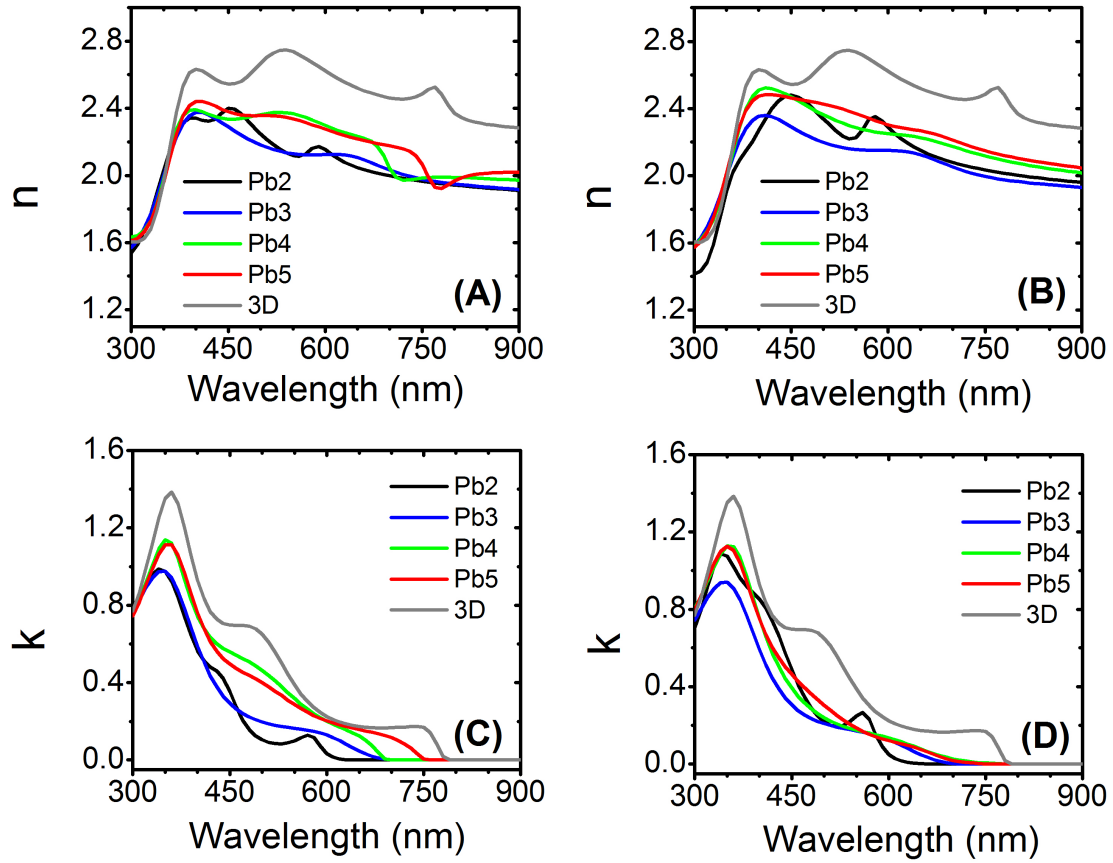 2.8
2.4
2.0
1.6
1.2
n
Pb2
Pb3
Pb4
Pb5
3D
(A)
300 450 600 750 900
Wavelength (nm)
2.8
2.4
2.0
1.6
1.2
n
Pb2
Pb3
Pb4
Pb5
3D
(B)
300 450 600 750 900
Wavelength (nm)
1.6
1.2
0.8
0.4
0.0
k
Pb2
Pb3
Pb4
Pb5
3D
(C)
300 450 600 750 900
Wavelength (nm)
1.6
1.2
0.8
0.4
0.0
k
Pb2
Pb3
Pb4
Pb5
3D
(D)
300 450 600 750 900
Wavelength (nm)